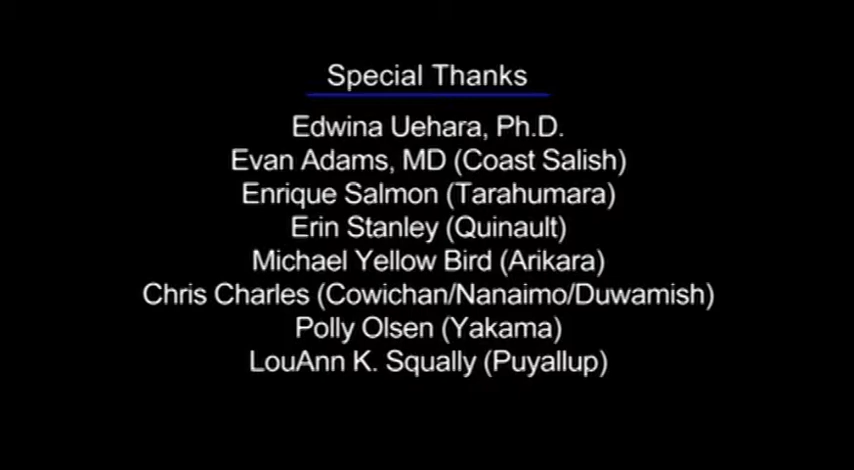 Special Thanks
Edwina Uehara, Ph.D.
Evan Adams, MD (Coast Salish)
Enrique Salmon (Tarahumara)
Erin Stanley (Quinault)
Michael Yellow Bird (Arikara)
Chris Charles (Cowichan/Nanaimo/Duwamish)
Polly Olsen (Yakama)
LouAnn K. Squally (Puyallup)